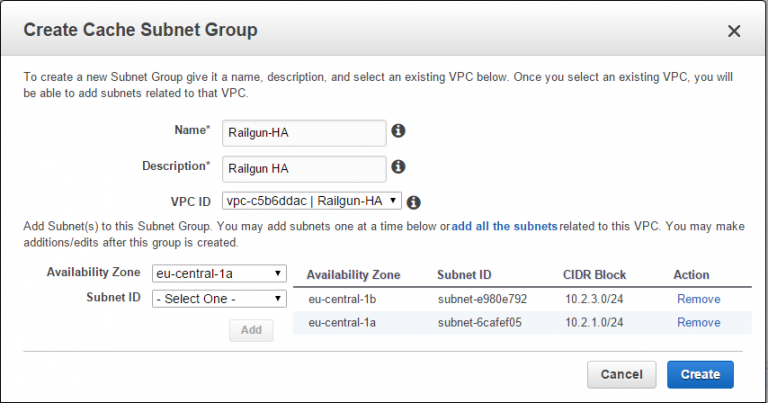 Create Cache Subnet Group
To create a new Subnet Group give it a name, description, and select an existing VPC below. Once you select an existing VPC, you will
be able to add subnets related to that VPC.
Name* Railgun-HA
Description* Railgun HA
VPC ID vpc-c5b6ddac | Railgun-HA
Add Subnet(s) to this Subnet Group. You may add subnets one at a time below or add all the subnets related to this VPC. You may make
additions/edits after this group is created.
Availability Zone eu-central-1a
Subnet ID - Select One -
Add
Availability Zone Subnet ID CIDR Block Action
eu-central-1b subnet-e980e792 10.2.3.0/24 Remove
eu-central-1a subnet-6cafef05 10.2.1.0/24 Remove
Cancel Create